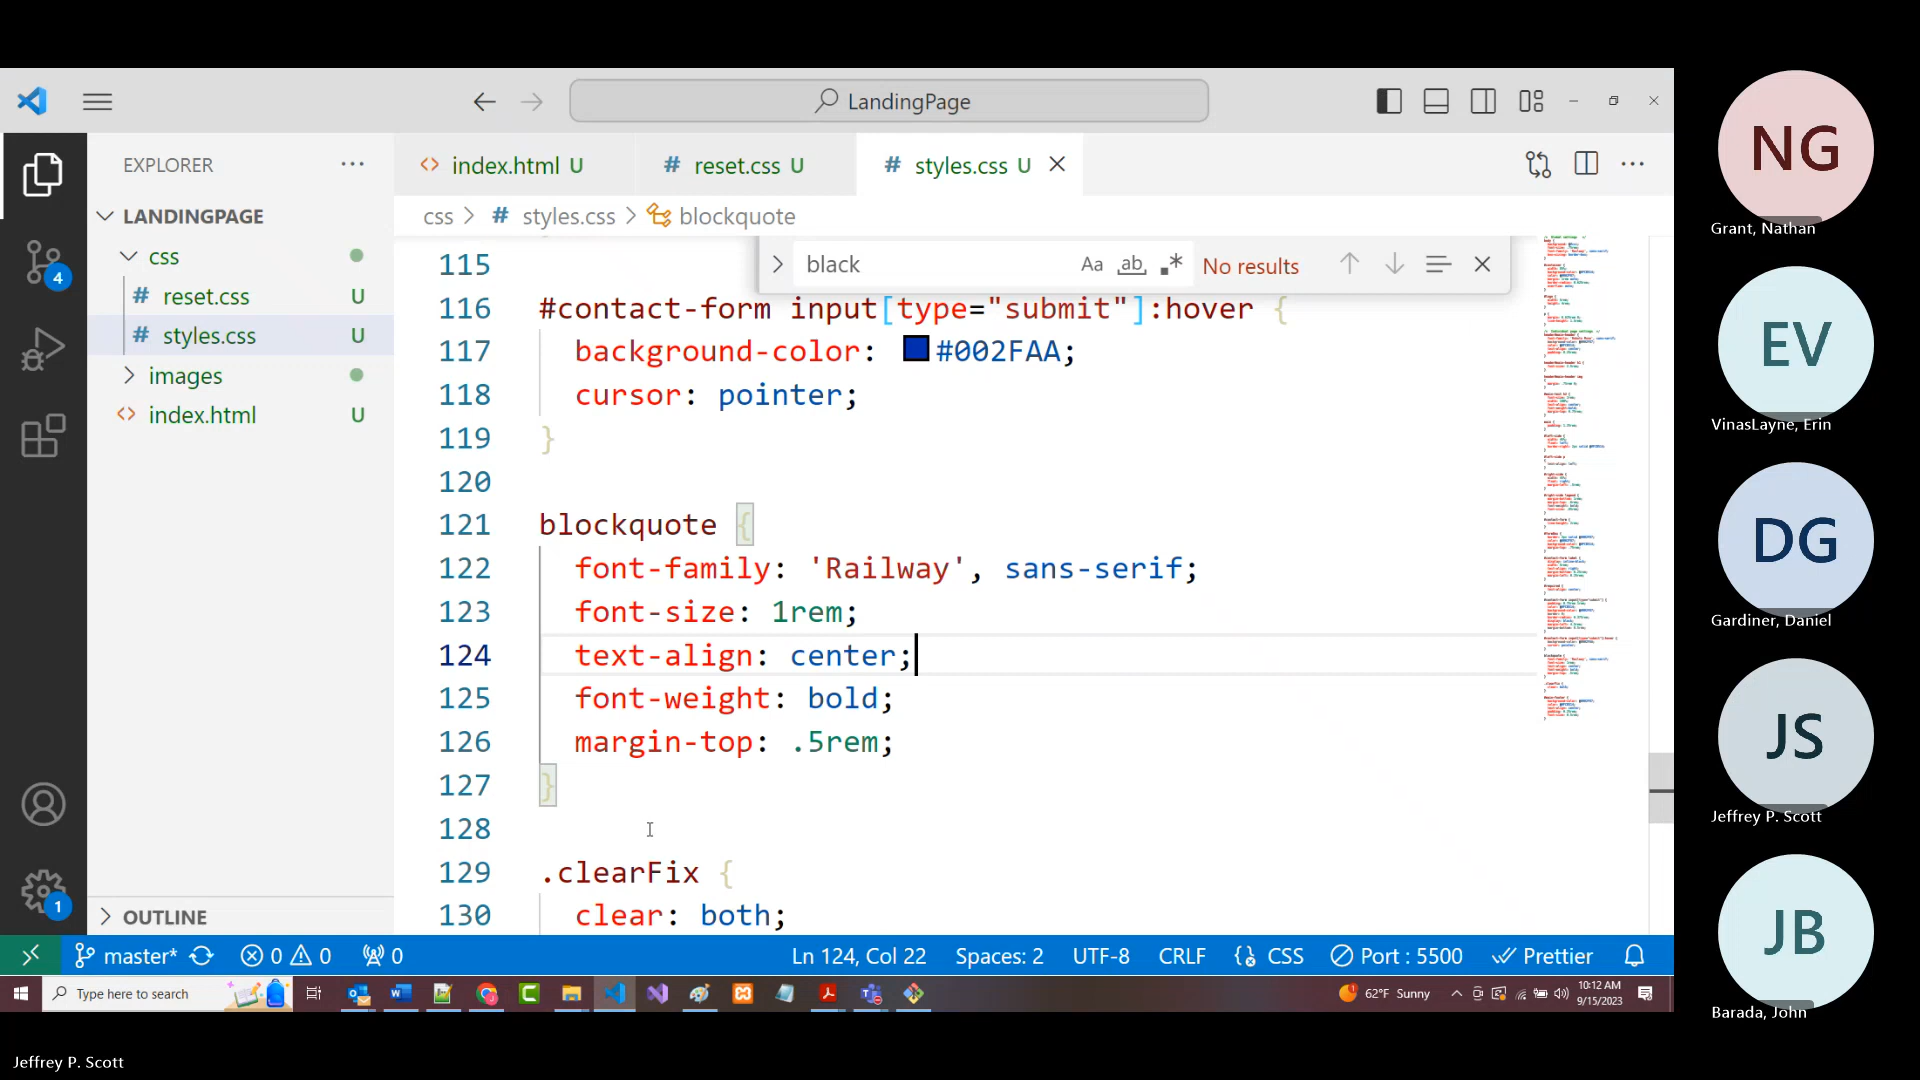 LandingPage
EXPLORER
LANDINGPAGE
css
# reset.css U
# styles.css U
images
<> index.html U
OUTLINE
4
1
<> index.html U
# reset.css U
# styles.css U
css > # styles.css > blockquote
black
Aa ab .* No results
115
116 #contact-form input[type="submit"]:hover {
117 background-color: #002FAA;
118 cursor: pointer;
119 }
120
121 blockquote {
122 font-family: 'Railway', sans-serif;
123 font-size: 1rem;
124 text-align: center;
125 font-weight: bold;
126 margin-top: .5rem;
127 }
128
129 .clearFix {
130 clear: both;
master* 0 0 0 Ln 124, Col 22 Spaces: 2 UTF-8 CRLF CSS Port : 5500 Prettier
Type here to search
62°F Sunny
10:12 AM
9/15/2023
NG
Grant, Nathan
EV
VinasLayne, Erin
DG
Gardiner, Daniel
JS
Jeffrey P. Scott
JB
Barada, John
Jeffrey P. Scott